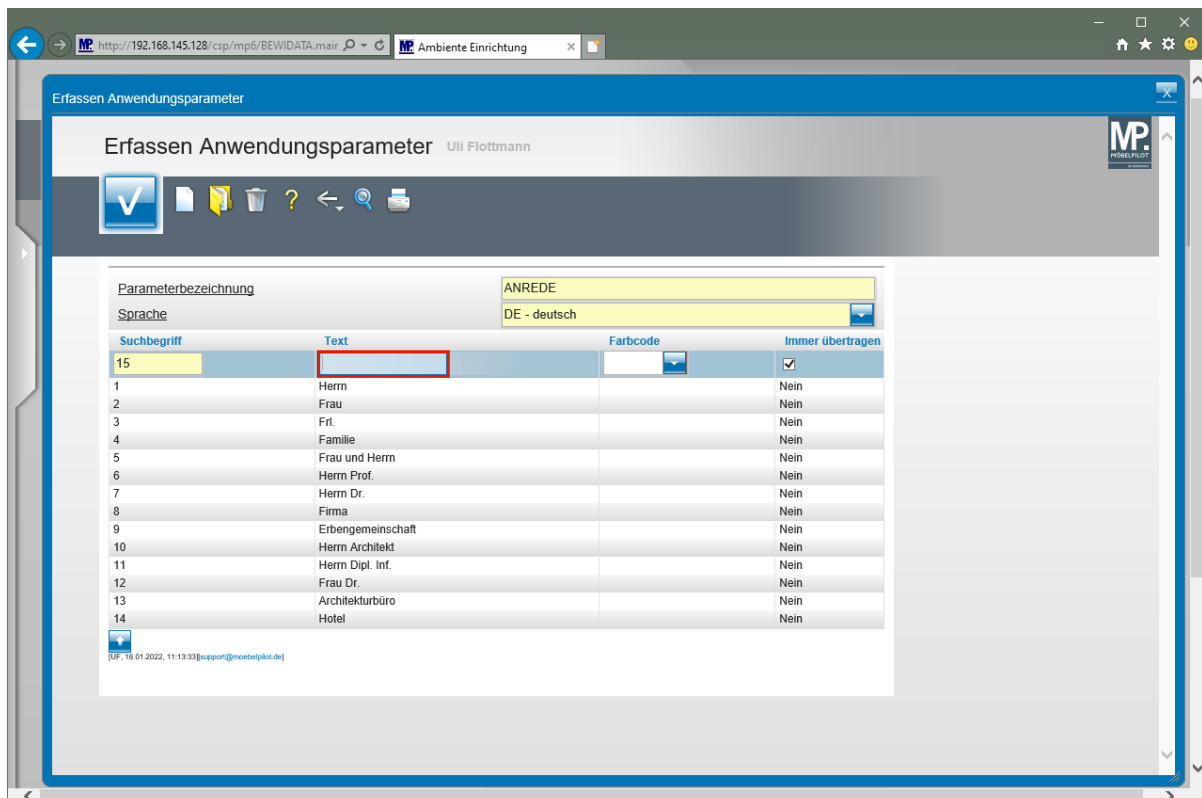 http://192.168.145.128/csp/mp6/BEWIDATA.mair
MP. Ambiente Einrichtung
Erfassen Anwendungsparameter
X
Erfassen Anwendungsparameter Uli Flottmann
MP.
MÖBELPILOT
Parameterbezeichnung ANREDE
Sprache DE - deutsch
Suchbegriff Text Farbcode Immer übertragen
15
1 Herrn Nein
2 Frau Nein
3 Frl. Nein
4 Familie Nein
5 Frau und Herrn Nein
6 Herrn Prof. Nein
7 Herrn Dr. Nein
8 Firma Nein
9 Erbengemeinschaft Nein
10 Herrn Architekt Nein
11 Herrn Dipl. Inf. Nein
12 Frau Dr. Nein
13 Architekturbüro Nein
14 Hotel Nein
[UF, 18.01.2022, 11:13:33][support@moebelpilot.de]